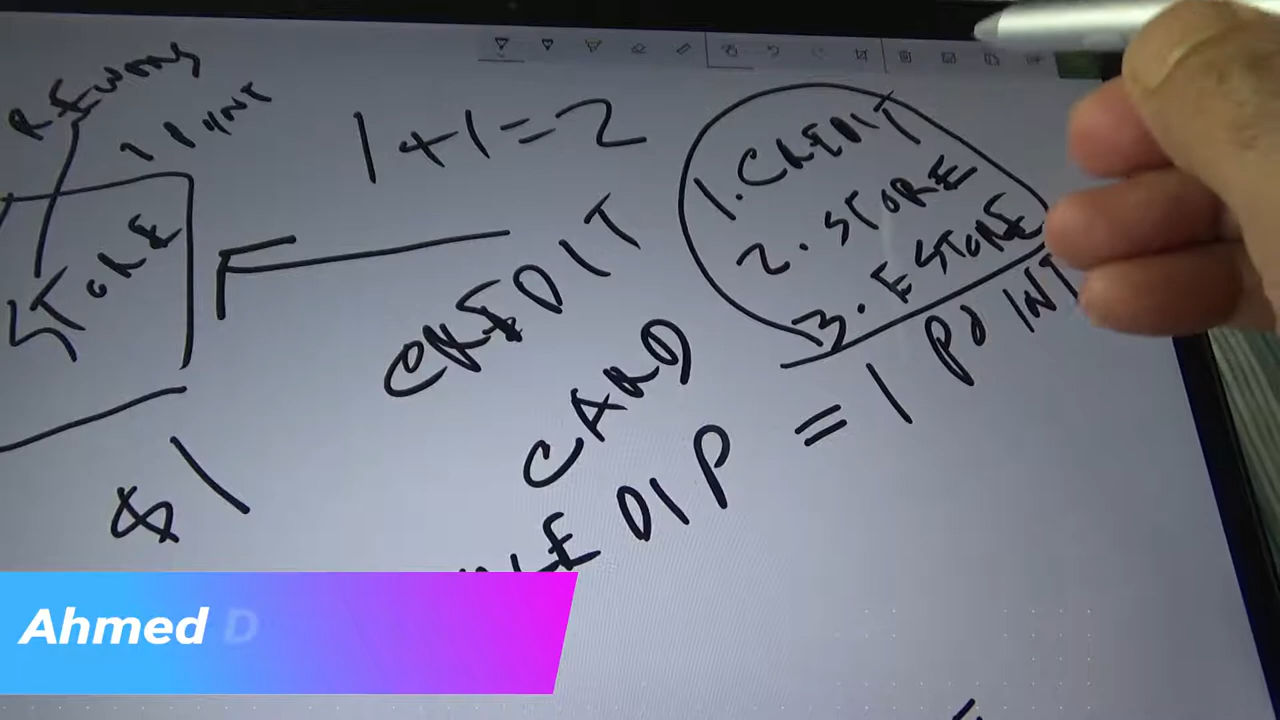 REWARDS
1 POINT
STORE
$1
1+1=2
CREDIT
CARD
DIP = 1 POINT
1. CREDIT
2. STORE
3. ESTORE
Ahmed D